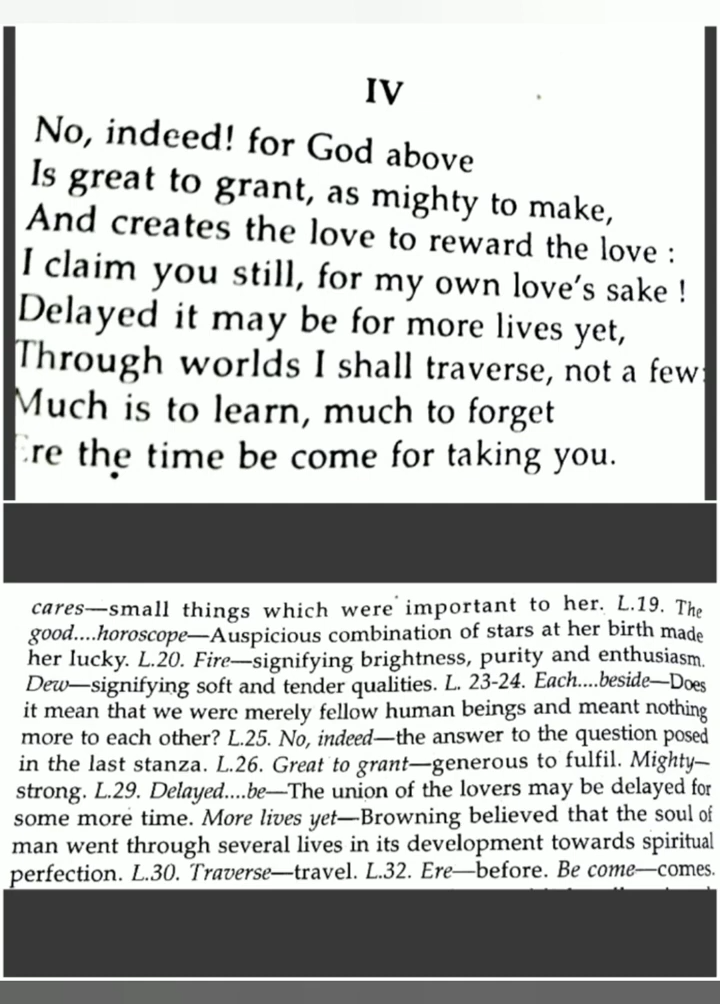 IV
No, indeed! for God above
Is great to grant, as mighty to make,
And creates the love to reward the love :
I claim you still, for my own love's sake !
Delayed it may be for more lives yet,
Through worlds I shall traverse, not a few:
Much is to learn, much to forget
Ere the time be come for taking you.
cares—small things which were important to her. L.19. The
good....horoscope—Auspicious combination of stars at her birth made
her lucky. L.20. Fire—signifying brightness, purity and enthusiasm.
Dew—signifying soft and tender qualities. L. 23-24. Each....beside—Does
it mean that we were merely fellow human beings and meant nothing
more to each other? L.25. No, indeed—the answer to the question posed
in the last stanza. L.26. Great to grant—generous to fulfil. Mighty—
strong. L.29. Delayed....be—The union of the lovers may be delayed for
some more time. More lives yet—Browning believed that the soul of
man went through several lives in its development towards spiritual
perfection. L.30. Traverse—travel. L.32. Ere—before. Be come—comes.